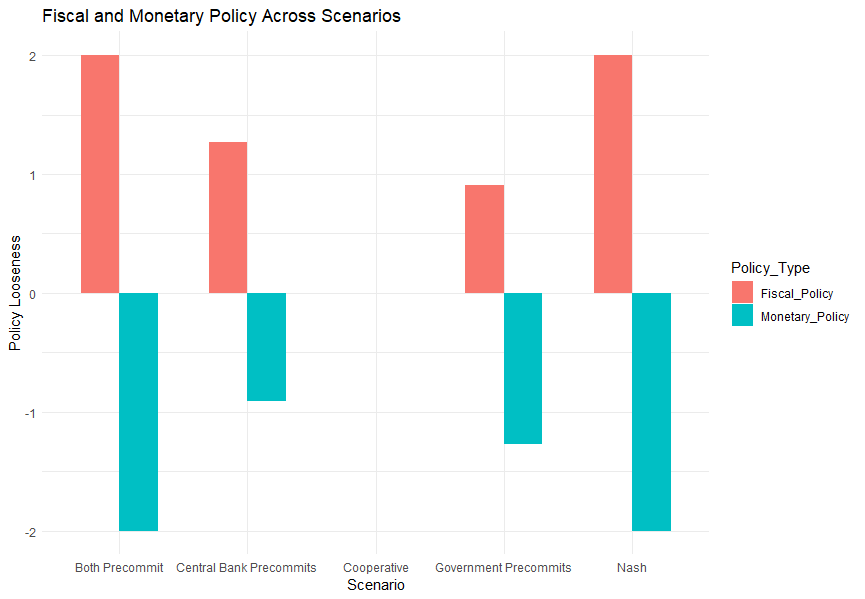 Fiscal and Monetary Policy Across Scenarios
Policy Looseness
2
1
0
-1
-2
Both Precommit
Central Bank Precommits
Cooperative
Government Precommits
Nash
Scenario
Policy_Type
Fiscal_Policy
Monetary_Policy